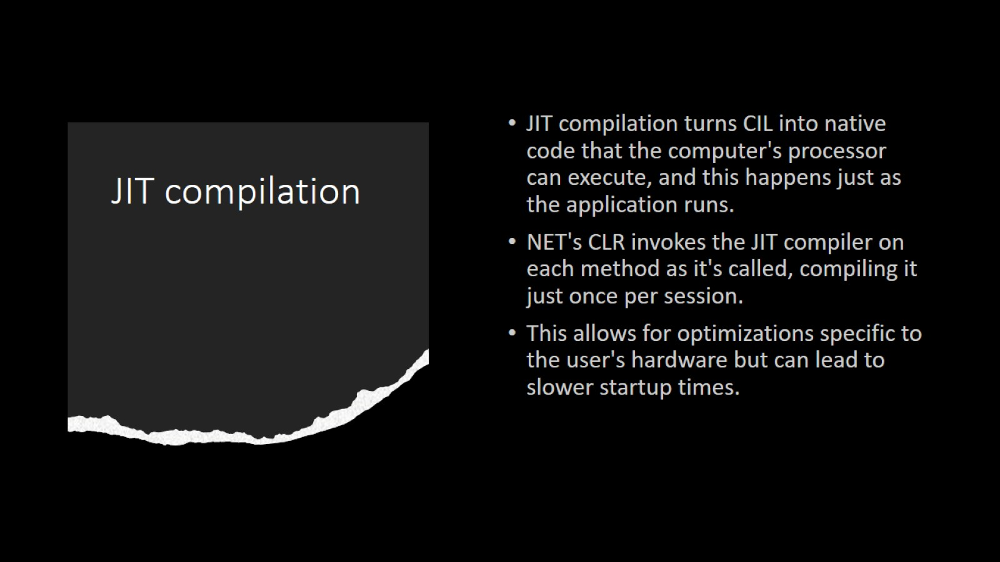 JIT compilation
• JIT compilation turns CIL into native
code that the computer's processor
can execute, and this happens just as
the application runs.
• NET's CLR invokes the JIT compiler on
each method as it's called, compiling it
just once per session.
• This allows for optimizations specific to
the user's hardware but can lead to
slower startup times.